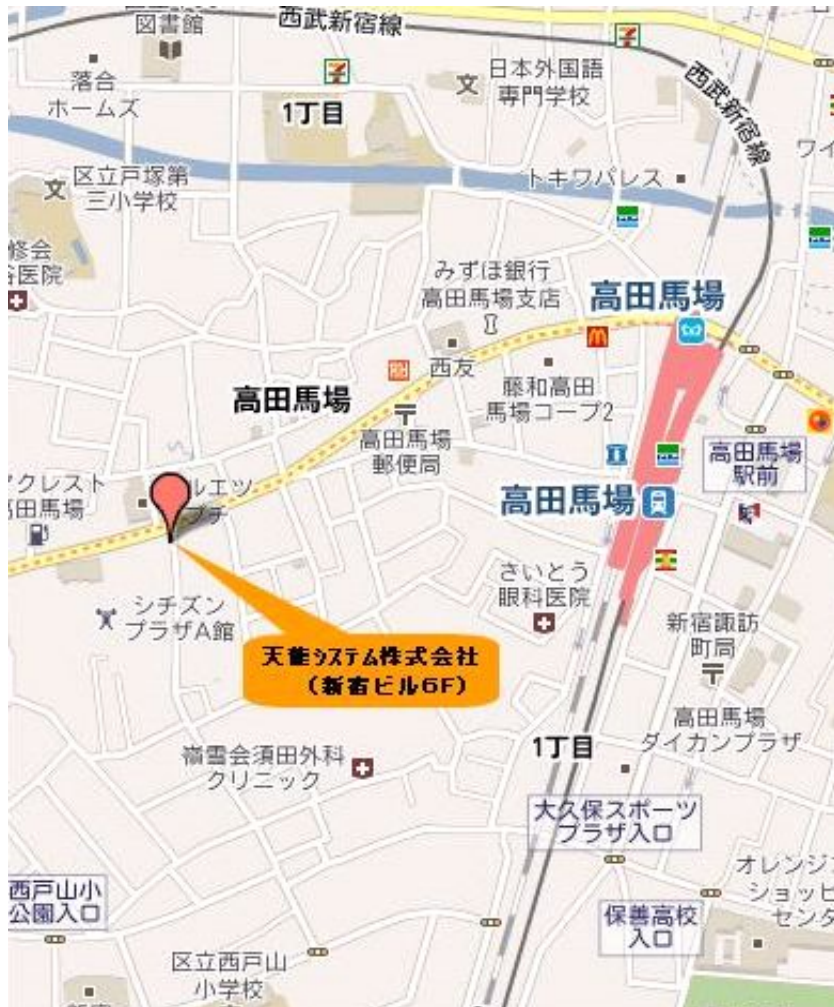 図書館
西武新宿線
落合
ホームズ
1丁目
日本外国語
専門学校
西武新宿線
ワイ
区立戸塚第
三小学校
トキワパレス
修会
医院
みずほ銀行
高田馬場支店
高田馬場
西友
藤和高田
馬場コープ2
高田馬場
高田馬場
郵便局
高田馬場
駅前
クレスト
田馬場
ルエツ
プチ
高田馬場
さいとう
眼科医院
シチズン
プラザA館
新宿諏訪
町局
天龍システム株式会社
(新宿ビル6F)
高田馬場
ダイカンプラザ
嶺雪会須田外科
クリニック
1丁目
大久保スポーツ
プラザ入口
オレンジ
ショッピ
センタ
西戸山小
公園入口
保善高校
入口
区立西戸山
小学校